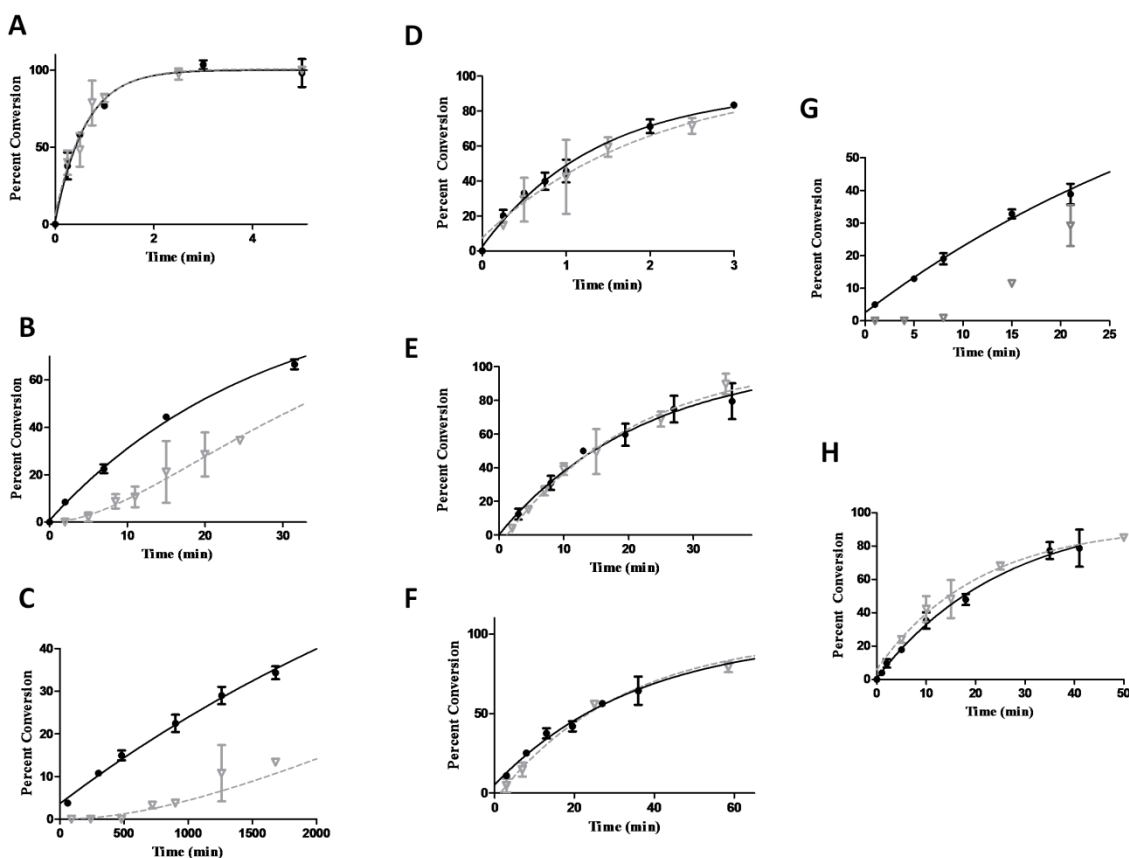 A
Percent Conversion
100
50
0
0 2 4
Time (min)
B
Percent Conversion
60
40
20
0
0 10 20 30
Time (min)
C
Percent Conversion
40
30
20
10
0
0 500 1000 1500 2000
Time (min)
D
Percent Conversion
100
80
60
40
20
0
0 1 2 3
Time (min)
E
Percent Conversion
100
80
60
40
20
0
0 10 20 30
Time (min)
F
Percent Conversion
100
50
0
0 20 40 60
Time (min)
G
Percent Conversion
50
40
30
20
10
0
0 5 10 15 20 25
Time (min)
H
Percent Conversion
100
80
60
40
20
0
0 10 20 30 40 50
Time (min)